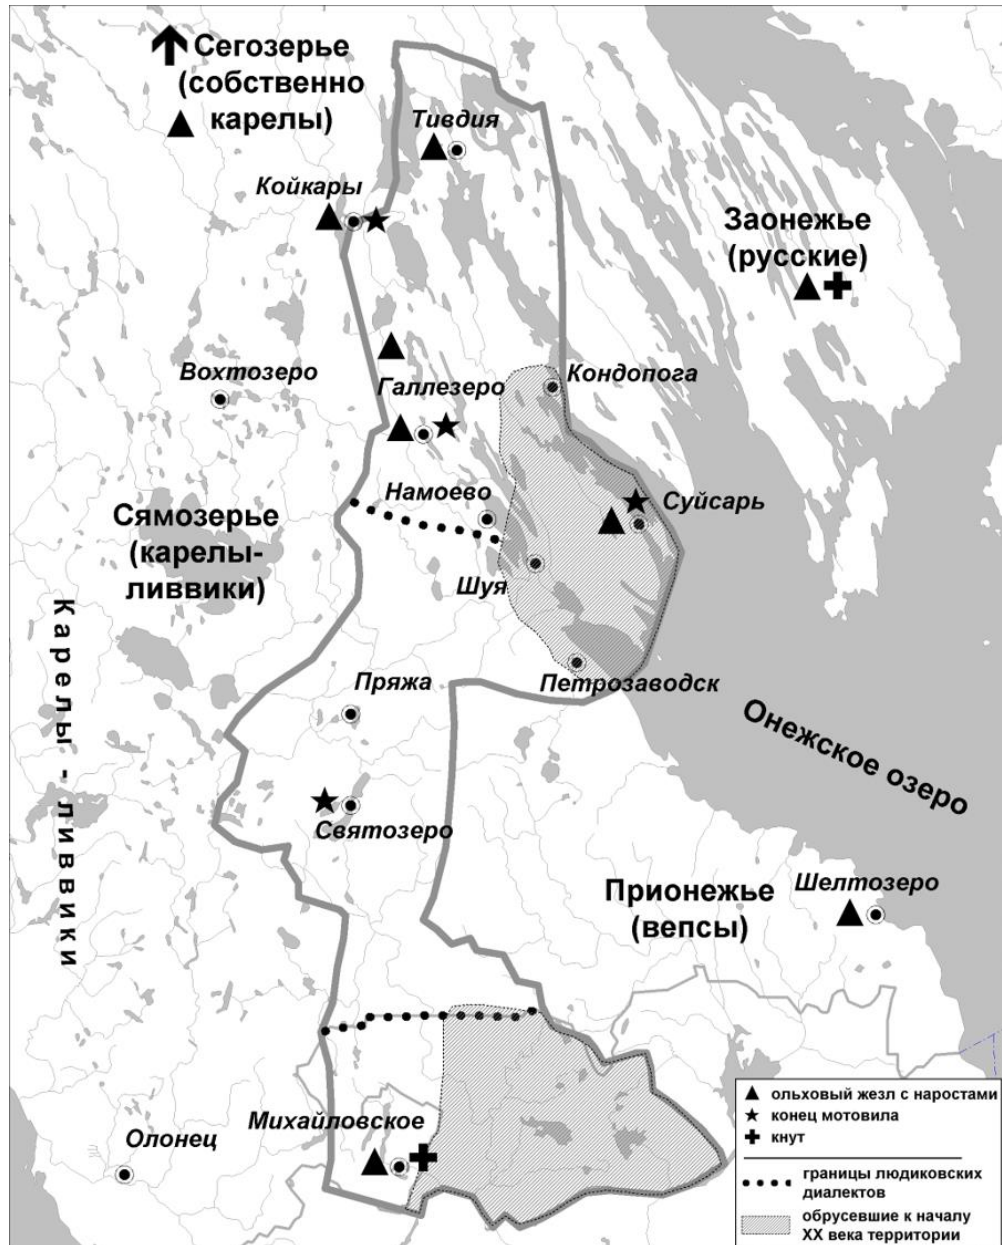 Сегозерье
(собственно
карелы)
Тивдия
Койкары
Заонежье
(русские)
Вохтозеро
Галлезеро
Кондопога
Намоево
Суйсарь
Сямозерье
(карелы-
ливвики)
Шуя
Карелы - ливвики
Пряжа
Петрозаводск
Онежское озеро
Святозеро
Прионежье
(вепсы)
Шелтозеро
Михайловское
Олонец
ольховый жезл с наростами
конец мотовила
кнут
границы людиковских
диалектов
обрусевшие к началу
XX века территории